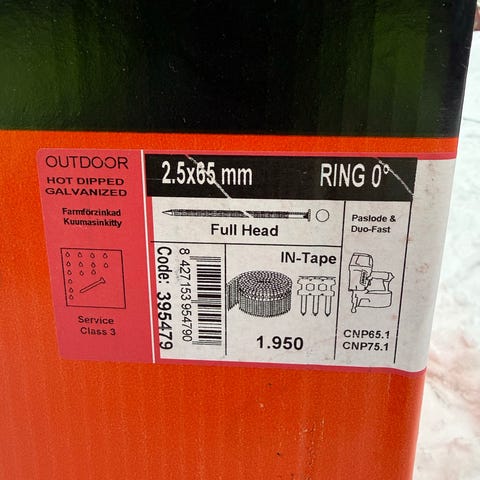 OUTDOOR
HOT DIPPED
GALVANIZED
Farmförzinkad
Kuumasinkitty
Service
Class 3
2.5x65 mm
RING 0°
Full Head
Paslode &
Duo-Fast
Code: 395479
8 427153 954790
IN-Tape
1.950
CNP65.1
CNP75.1